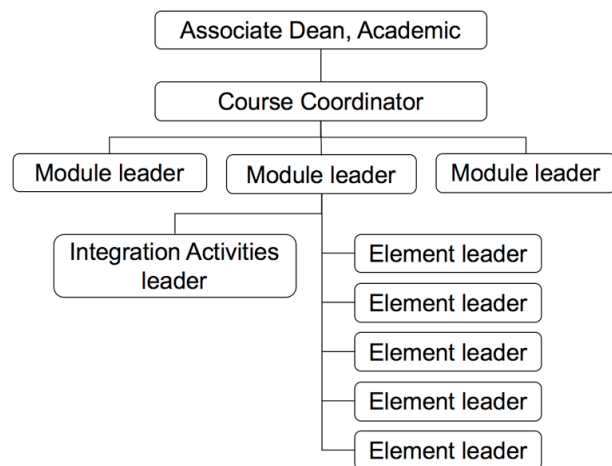 Associate Dean, Academic
Course Coordinator
Module leader
Module leader
Module leader
Integration Activities
leader
Element leader
Element leader
Element leader
Element leader
Element leader